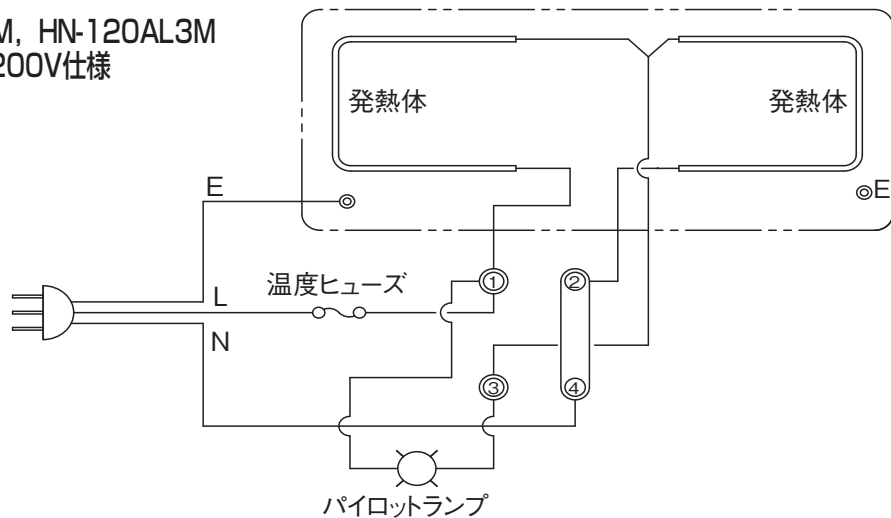 M, HN-120AL3M
200V仕様
発熱体 発熱体
E
E
温度ヒューズ
L
① ②
N
③ ④
パイロットランプ